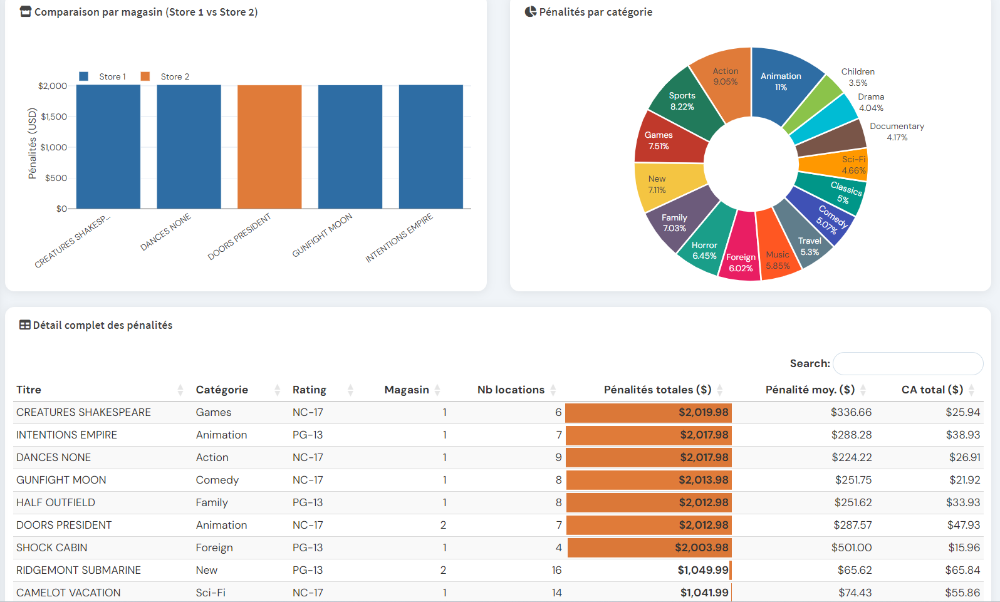 Comparaison par magasin (Store 1 vs Store 2)
Store 1
Store 2
Pénalités (USD)
$2,000
$1,500
$1,000
$500
$0
CREATURES SHAKESP...
DANCES NONE
DOORS PRESIDENT
GUNFIGHT MOON
INTENTIONS EMPIRE
Pénalités par catégorie
Animation
11%
Children
3.5%
Drama
4.04%
Documentary
4.17%
Sci-Fi
4.66%
Classics
5%
Comedy
5.07%
Travel
5.3%
Music
5.85%
Foreign
6.02%
Horror
6.45%
Family
7.03%
New
7.11%
Games
7.51%
Sports
8.22%
Action
9.05%
Détail complet des pénalités
Search:
Titre Catégorie Rating Magasin Nb locations Pénalités totales ($) Pénalité moy. ($) CA total ($)
CREATURES SHAKESPEARE Games NC-17 1 6 $2,019.98 $336.66 $25.94
INTENTIONS EMPIRE Animation PG-13 1 7 $2,017.98 $288.28 $38.93
DANCES NONE Action NC-17 1 9 $2,017.98 $224.22 $26.91
GUNFIGHT MOON Comedy NC-17 1 8 $2,013.98 $251.75 $21.92
HALF OUTFIELD Family PG-13 1 8 $2,012.98 $251.62 $33.93
DOORS PRESIDENT Animation NC-17 2 7 $2,012.98 $287.57 $47.93
SHOCK CABIN Foreign PG-13 1 4 $2,003.98 $501.00 $15.96
RIDGEMONT SUBMARINE New PG-13 2 16 $1,049.99 $65.62 $65.84
CAMELOT VACATION Sci-Fi NC-17 1 14 $1,041.99 $74.43 $55.86